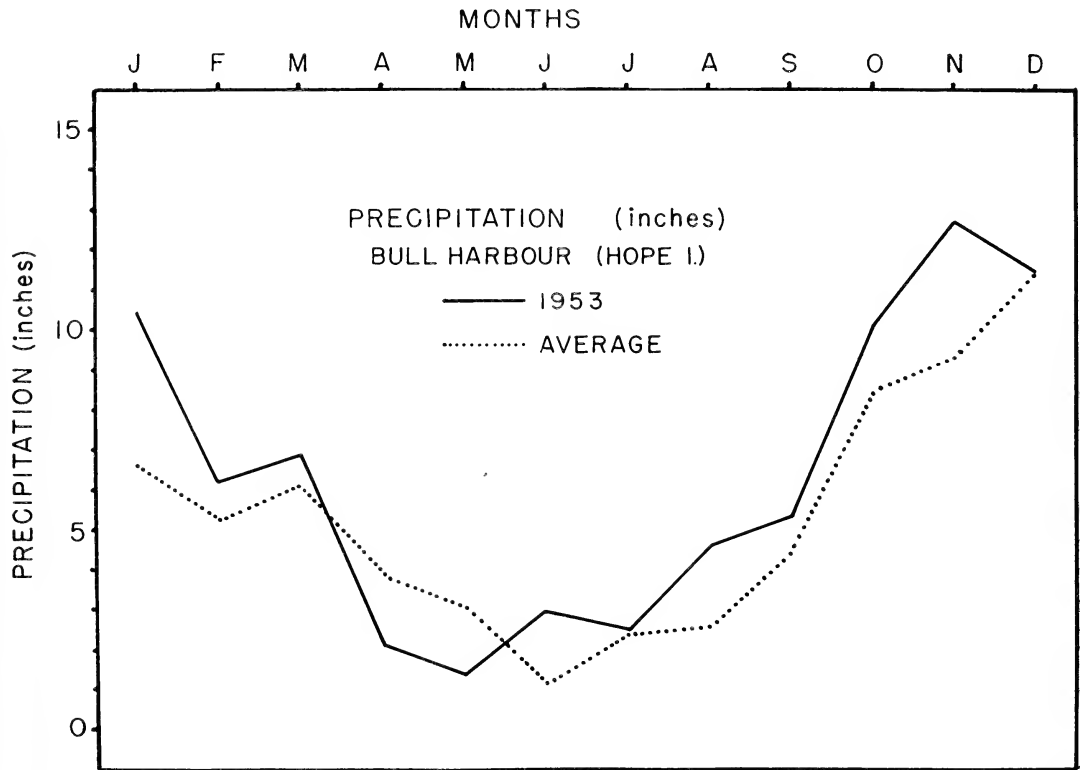 MONTHS
J F M A M J J A S O N D
15
PRECIPITATION (inches)
BULL HARBOUR (HOPE I.)
1953
10
AVERAGE
5
0
PRECIPITATION (inches)